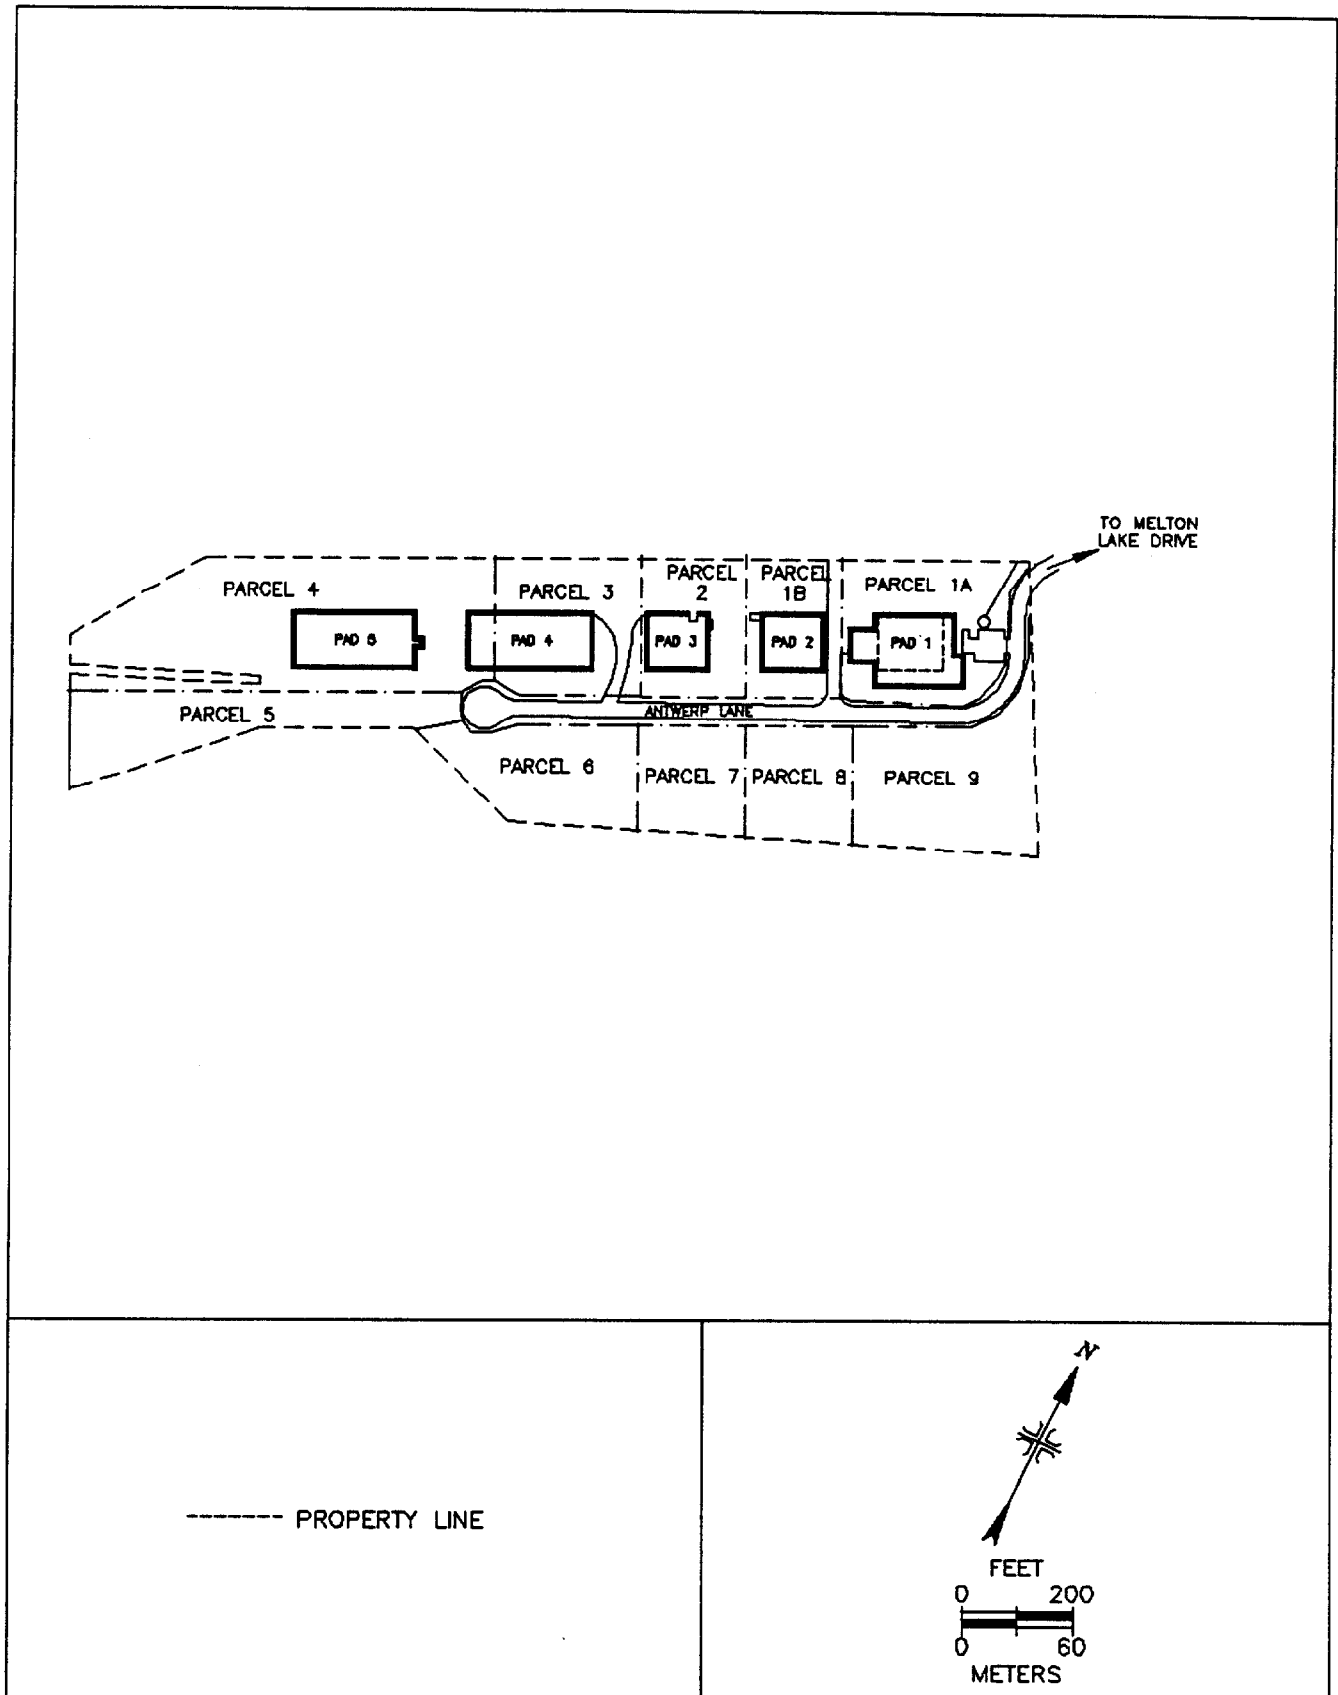 TO MELTON
LAKE DRIVE
PARCEL 4
PARCEL 3
PARCEL
2
PARCEL
1B
PARCEL 1A
PAD 5
PAD 4
PAD 3
PAD 2
PAD 1
ANTWERP LANE
PARCEL 5
PARCEL 6
PARCEL 7
PARCEL 8
PARCEL 9
PROPERTY LINE
N
FEET
0 200
0 60
METERS